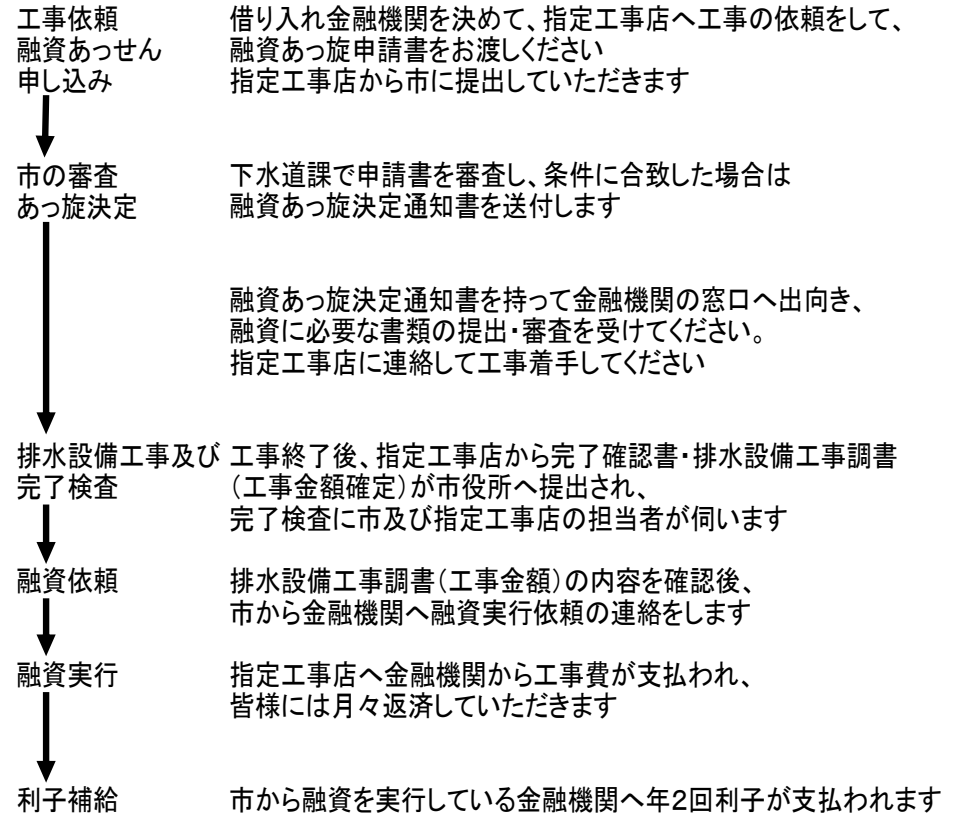 工事依頼 借り入れ金融機関を決めて、指定工事店へ工事の依頼をして、
融資あっせん 融資あっ旋申請書をお渡しください
申し込み 指定工事店から市に提出していただきます
市の審査 下水道課で申請書を審査し、条件に合致した場合は
あっ旋決定 融資あっ旋決定通知書を送付します
融資あっ旋決定通知書を持って金融機関の窓口へ出向き、
融資に必要な書類の提出・審査を受けてください。
指定工事店に連絡して工事着手してください
排水設備工事及び 工事終了後、指定工事店から完了確認書・排水設備工事調書
完了検査 （工事金額確定）が市役所へ提出され、
完了検査に市及び指定工事店の担当者が伺います
融資依頼 排水設備工事調書（工事金額）の内容を確認後、
市から金融機関へ融資実行依頼の連絡をします
融資実行 指定工事店へ金融機関から工事費が支払われ、
皆様には月々返済していただきます
利子補給 市から融資を実行している金融機関へ年2回利子が支払われます